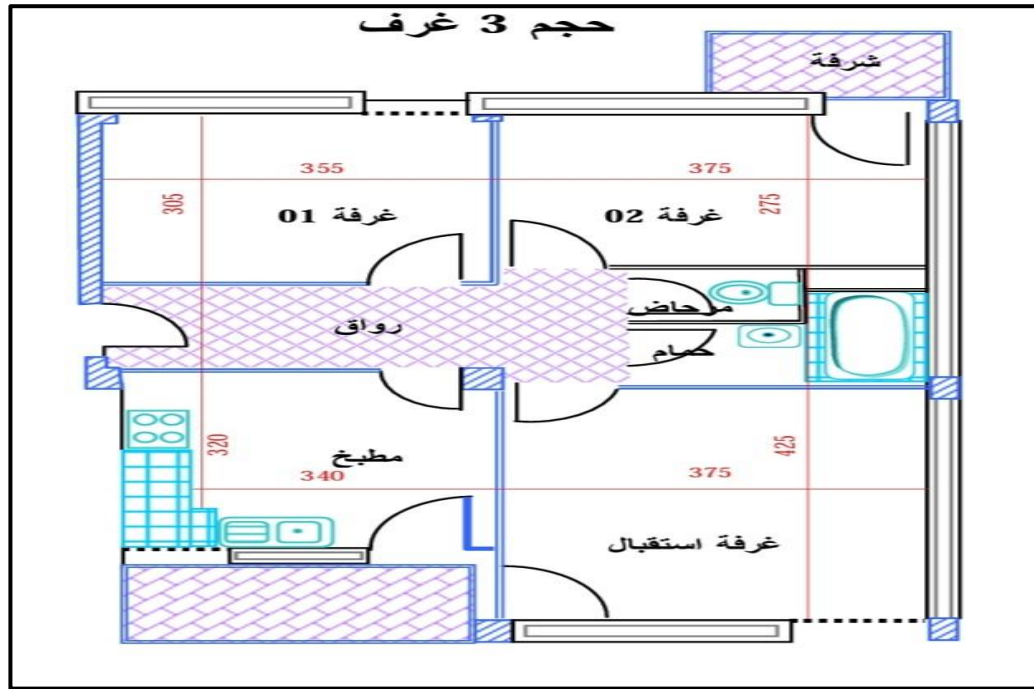 حجم 3 غرف
شرفة
355
375
305
275
غرفة 01
غرفة 02
مرحاض
رواق
حمام
320
425
مطبخ
340
375
غرفة استقبال